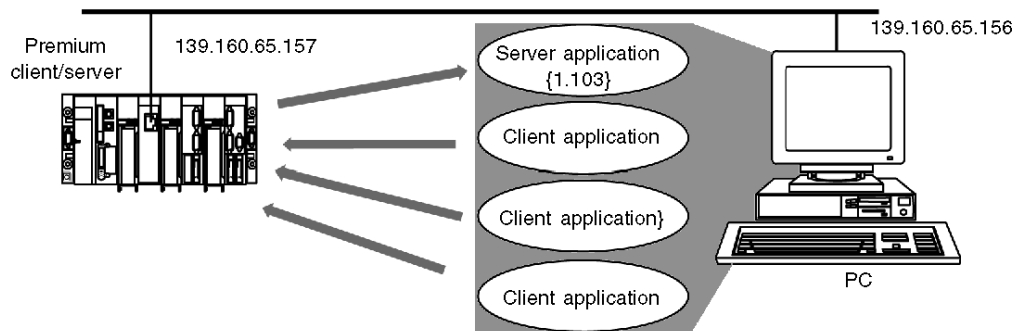 Premium
client/server
139.160.65.157
139.160.65.156
Server application
{1.103}
Client application
Client application}
Client application
PC